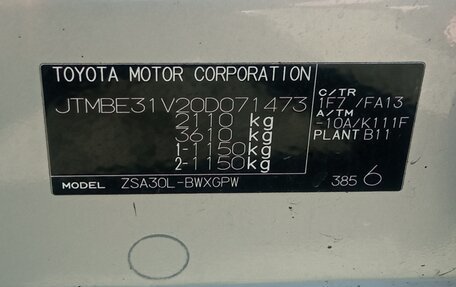 TOYOTA MOTOR CORPORATION
JTMBE31V20D071473
2110 kg
3610 kg
1-1150kg
2-1150kg
MODEL ZSA30L-BWXGPW
C/TR
1F7 /FA13
A/TM
-10A/K111F
PLANT B11
385 6